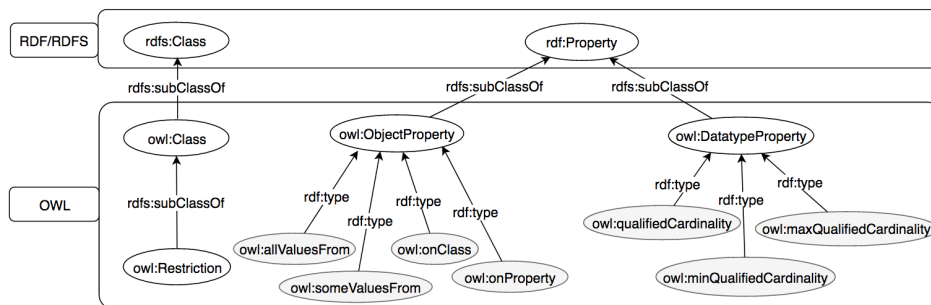 RDF/RDFS
rdfs:Class
rdf:Property
rdfs:subClassOf
rdfs:subClassOf
rdfs:subClassOf
OWL
owl:Class
owl:ObjectProperty
owl:DatatypeProperty
rdfs:subClassOf
rdf:type
rdf:type
rdf:type
rdf:type
rdf:type
rdf:type
rdf:type
owl:Restriction
owl:allValuesFrom
owl:someValuesFrom
owl:onClass
owl:onProperty
owl:qualifiedCardinality
owl:minQualifiedCardinality
owl:maxQualifiedCardinality